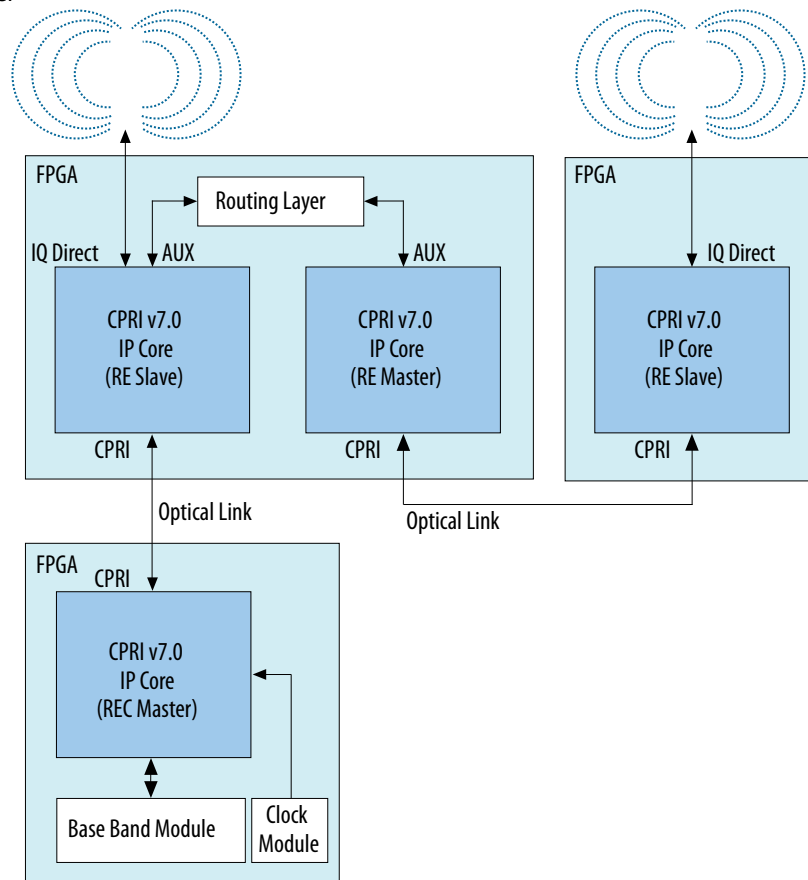 FPGA
Routing Layer
IQ Direct
AUX
AUX
CPRI v7.0
IP Core
(RE Slave)
CPRI v7.0
IP Core
(RE Master)
CPRI
CPRI
FPGA
IQ Direct
CPRI v7.0
IP Core
(RE Slave)
CPRI
Optical Link
Optical Link
FPGA
CPRI
CPRI v7.0
IP Core
(REC Master)
Base Band Module
Clock
Module